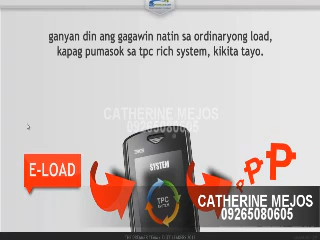 ganyan din ang gagawin natin sa ordinaryong load,
kapag pumasok sa tpc rich system, kikita tayo.
CATHERINE MEJOS
09265080605
E-LOAD
SYSTEM
TPC
CATHERINE MEJOS
09265080605